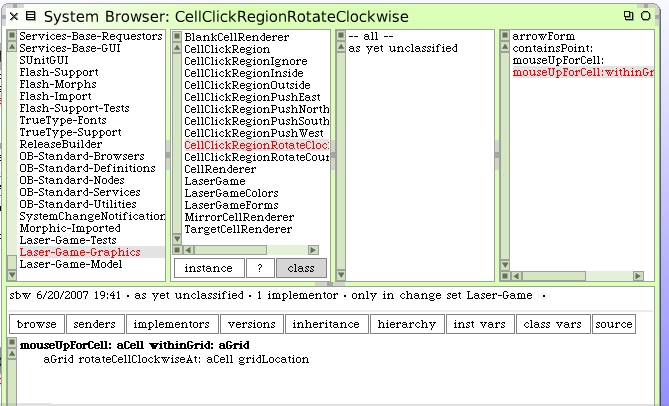 System Browser: CellClickRegionRotateClockwise
Services-Base-Requestors
Services-Base-GUI
SUnitGUI
Flash-Support
Flash-Morphs
Flash-Import
Flash-Support-Tests
TrueType-Fonts
TrueType-Support
ReleaseBuilder
OB-Standard-Browsers
OB-Standard-Definitions
OB-Standard-Nodes
OB-Standard-Services
OB-Standard-Utilities
SystemChangeNotification
Morphic-Imported
Laser-Game-Tests
Laser-Game-Graphics
Laser-Game-Model
BlankCellRenderer
CellClickRegion
CellClickRegionIgnore
CellClickRegionInside
CellClickRegionOutside
CellClickRegionPushEast
CellClickRegionPushNorth
CellClickRegionPushSouth
CellClickRegionPushWest
CellClickRegionRotateCloc
CellClickRegionRotateCour
CellRenderer
LaserGame
LaserGameColors
LaserGameForms
MirrorCellRenderer
TargetCellRenderer
instance ? class
-- all --
as yet unclassified
arrowForm
containsPoint:
mouseUpForCell:
mouseUpForCell:withinGr
sbw 6/20/2007 19:41 · as yet unclassified · 1 implementor · only in change set Laser-Game ·
browse senders implementors versions inheritance hierarchy inst vars class vars source
mouseUpForCell: aCell withinGrid: aGrid
aGrid rotateCellClockwiseAt: aCell gridLocation